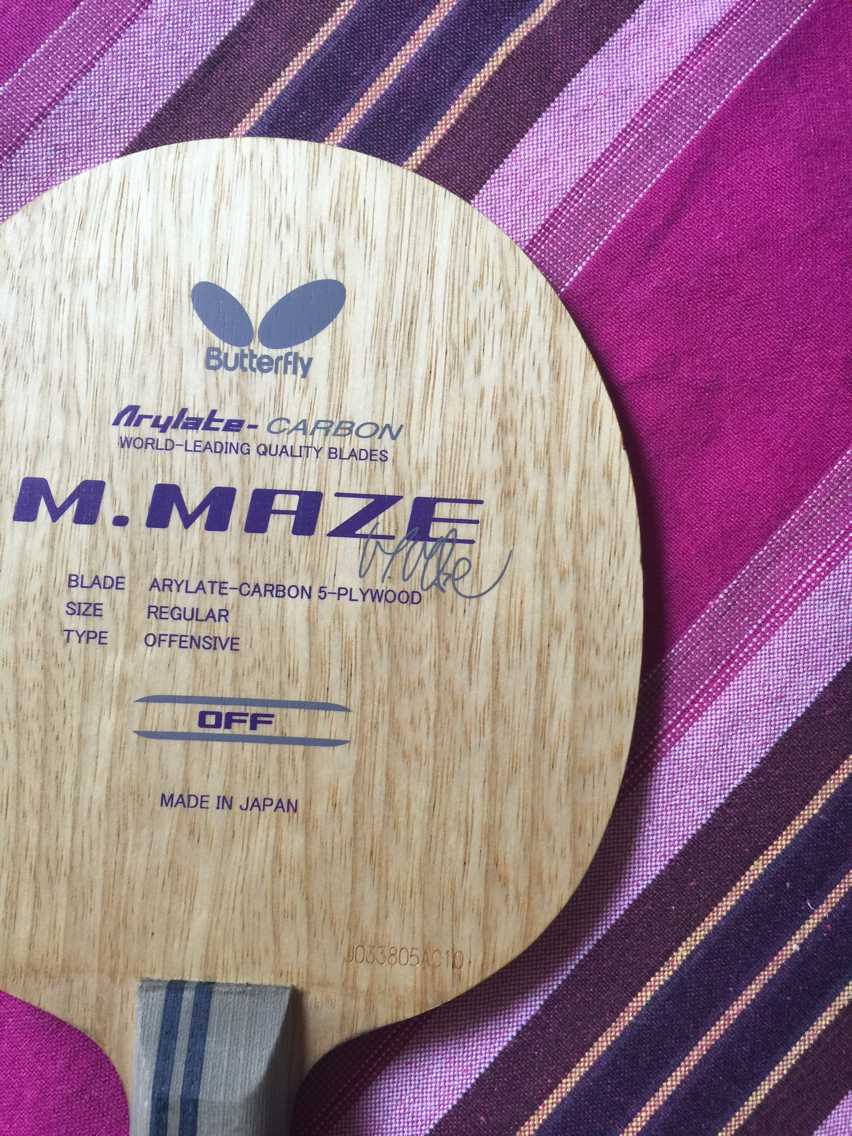 Butterfly
Arylate-CARBON
WORLD-LEADING QUALITY BLADES
M.MAZE
BLADE ARYLATE-CARBON 5-PLYWOOD
SIZE REGULAR
TYPE OFFENSIVE
OFF
MADE IN JAPAN